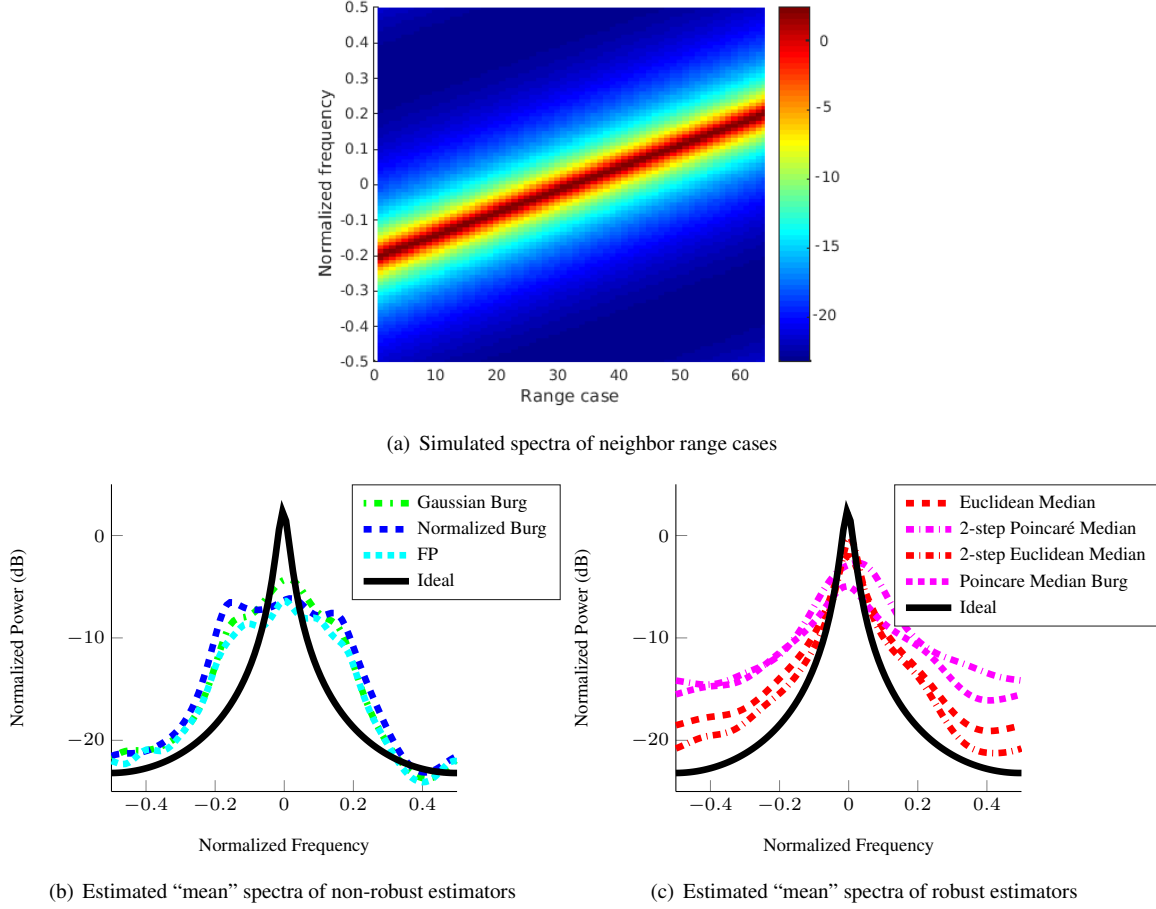 0.5
0.4
0.3
0.2
0.1
0
-0.1
-0.2
-0.3
-0.4
-0.5
Normalized frequency
0 10 20 30 40 50 60
Range case
0
-5
-10
-15
-20
(a) Simulated spectra of neighbor range cases
Normalized Power (dB)
0
−10
−20
−0.4 −0.2 0 0.2 0.4
Normalized Frequency
Gaussian Burg
Normalized Burg
FP
Ideal
(b) Estimated “mean” spectra of non-robust estimators
Normalized Power (dB)
0
−10
−20
−0.4 −0.2 0 0.2 0.4
Normalized Frequency
Euclidean Median
2-step Poincaré Median
2-step Euclidean Median
Poincare Median Burg
Ideal
(c) Estimated “mean” spectra of robust estimators